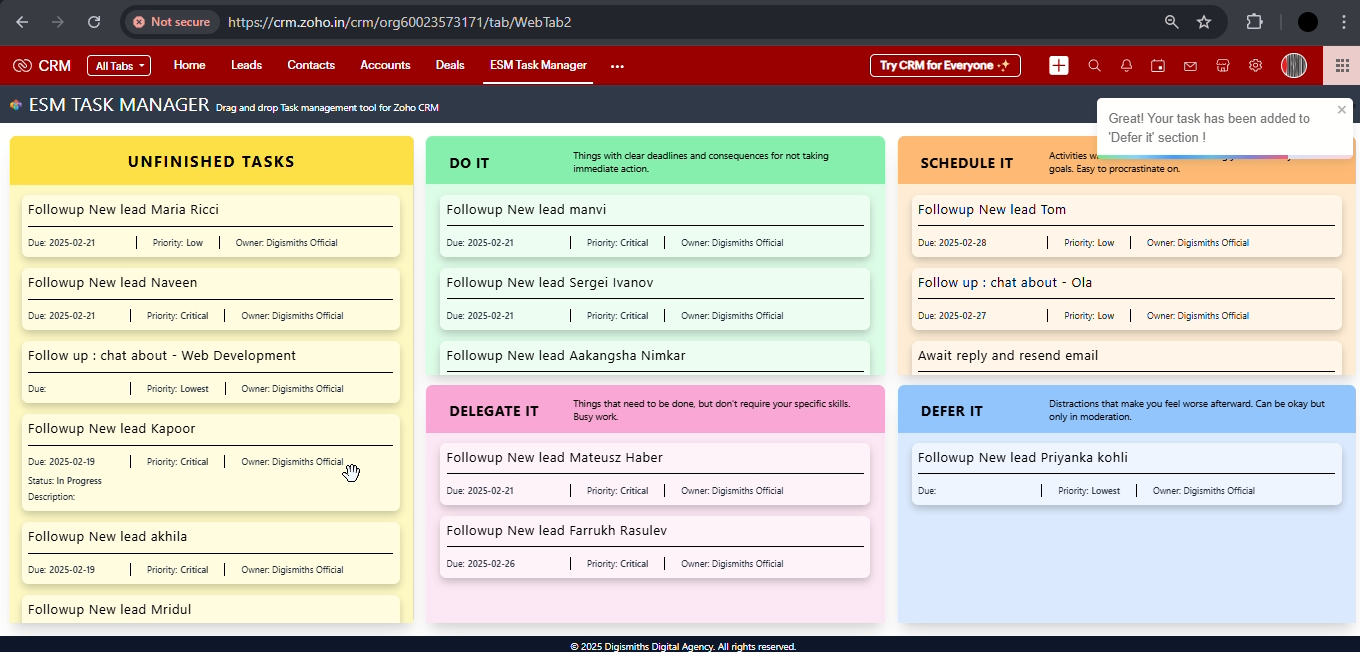 Not secure
https://crm.zoho.in/crm/org60023573171/tab/WebTab2
CRM
All Tabs
Home
Leads
Contacts
Accounts
Deals
ESM Task Manager
...
Try CRM for Everyone
ESM TASK MANAGER Drag and drop Task management tool for Zoho CRM
Great! Your task has been added to
'Defer it' section !
UNFINISHED TASKS
Followup New lead Maria Ricci
Due: 2025-02-21 Priority: Low Owner: Digismiths Official
Followup New lead Naveen
Due: 2025-02-21 Priority: Critical Owner: Digismiths Official
Follow up : chat about - Web Development
Due: Priority: Lowest Owner: Digismiths Official
Followup New lead Kapoor
Due: 2025-02-19 Priority: Critical Owner: Digismiths Official
Status: In Progress
Description:
Followup New lead akhila
Due: 2025-02-19 Priority: Critical Owner: Digismiths Official
Followup New lead Mridul
DO IT
Things with clear deadlines and consequences for not taking
immediate action.
Followup New lead manvi
Due: 2025-02-21 Priority: Critical Owner: Digismiths Official
Followup New lead Sergei Ivanov
Due: 2025-02-21 Priority: Critical Owner: Digismiths Official
Followup New lead Aakangsha Nimkar
SCHEDULE IT
Activities
goals. Easy to procrastinate on.
Followup New lead Tom
Due: 2025-02-28 Priority: Low Owner: Digismiths Official
Follow up : chat about - Ola
Due: 2025-02-27 Priority: Low Owner: Digismiths Official
Await reply and resend email
DELEGATE IT
Things that need to be done, but don't require your specific skills.
Busy work.
Followup New lead Mateusz Haber
Due: 2025-02-21 Priority: Critical Owner: Digismiths Official
Followup New lead Farrukh Rasulev
Due: 2025-02-26 Priority: Critical Owner: Digismiths Official
DEFER IT
Distractions that make you feel worse afterward. Can be okay but
only in moderation.
Followup New lead Priyanka kohli
Due: Priority: Lowest Owner: Digismiths Official
© 2025 Digismiths Digital Agency. All rights reserved.